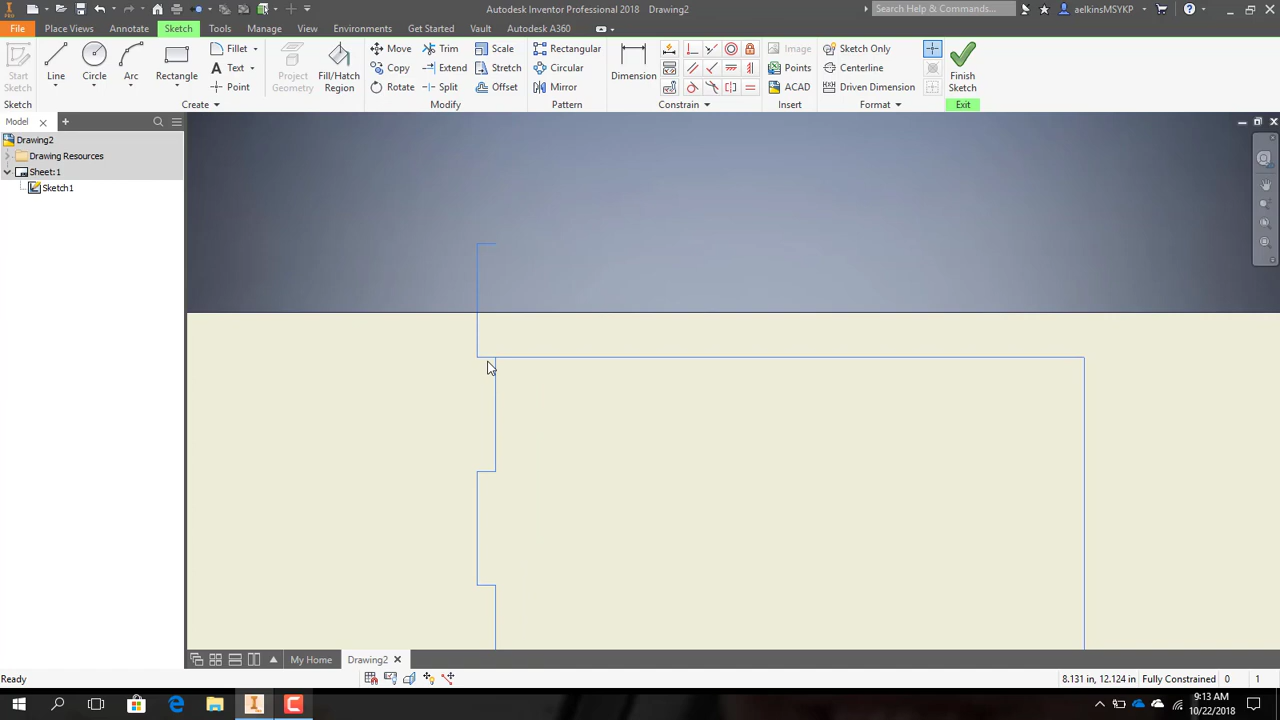 Autodesk Inventor Professional 2018 Drawing2
Search Help & Commands...
aelkinsMSYKP
PRO
File Place Views Annotate Sketch Tools Manage View Environments Get Started Vault Autodesk A360
Start Sketch
Line
Circle
Arc
Rectangle
Fillet
Text
Point
Project Geometry
Fill/Hatch Region
Move
Copy
Rotate
Trim
Extend
Split
Scale
Stretch
Offset
Rectangular
Circular
Mirror
Dimension
Image
Points
ACAD
Sketch Only
Centerline
Driven Dimension
Finish Sketch
Sketch Create Modify Pattern Constrain Insert Format Exit
Model
Drawing2
Drawing Resources
Sheet:1
Sketch1
My Home Drawing2
Ready
8.131 in, 12.124 in Fully Constrained 0 1
9:13 AM
10/22/2018